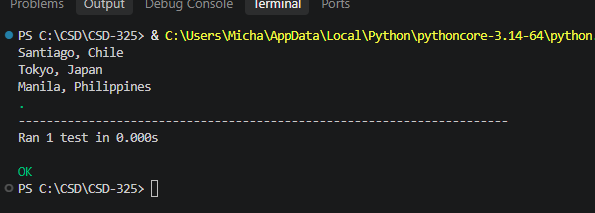 Problems Output Debug Console Terminal Ports
PS C:\CSD\CSD-325> & C:\Users\Micha\AppData\Local\Python\pythoncore-3.14-64\python.
Santiago, Chile
Tokyo, Japan
Manila, Philippines
.
----------------------------------------------------------------------
Ran 1 test in 0.000s
OK
PS C:\CSD\CSD-325>